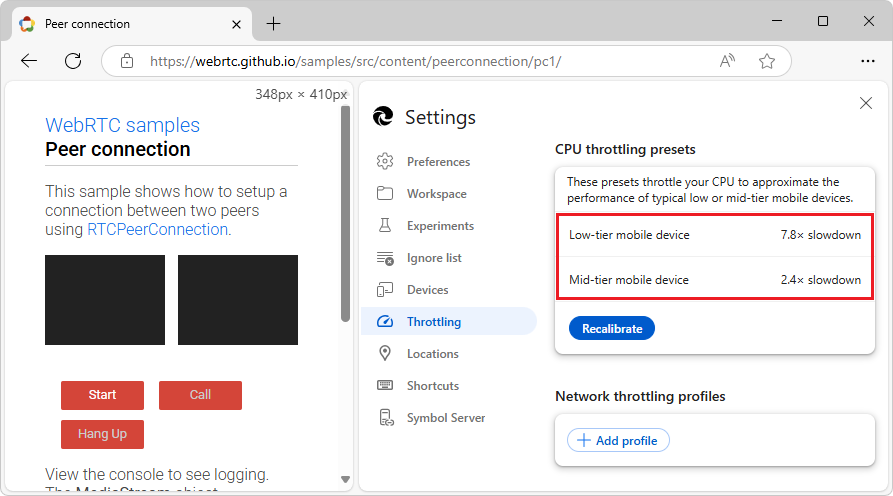 Peer connection
https://webrtc.github.io/samples/src/content/peerconnection/pc1/
348px × 410px
WebRTC samples
Peer connection
This sample shows how to setup a
connection between two peers
using RTCPeerConnection.
Start
Call
Hang Up
View the console to see logging.
The MediaStream object
Settings
Preferences
Workspace
Experiments
Ignore list
Devices
Throttling
Locations
Shortcuts
Symbol Server
CPU throttling presets
These presets throttle your CPU to approximate the
performance of typical low or mid-tier mobile devices.
Low-tier mobile device 7.8× slowdown
Mid-tier mobile device 2.4× slowdown
Recalibrate
Network throttling profiles
Add profile